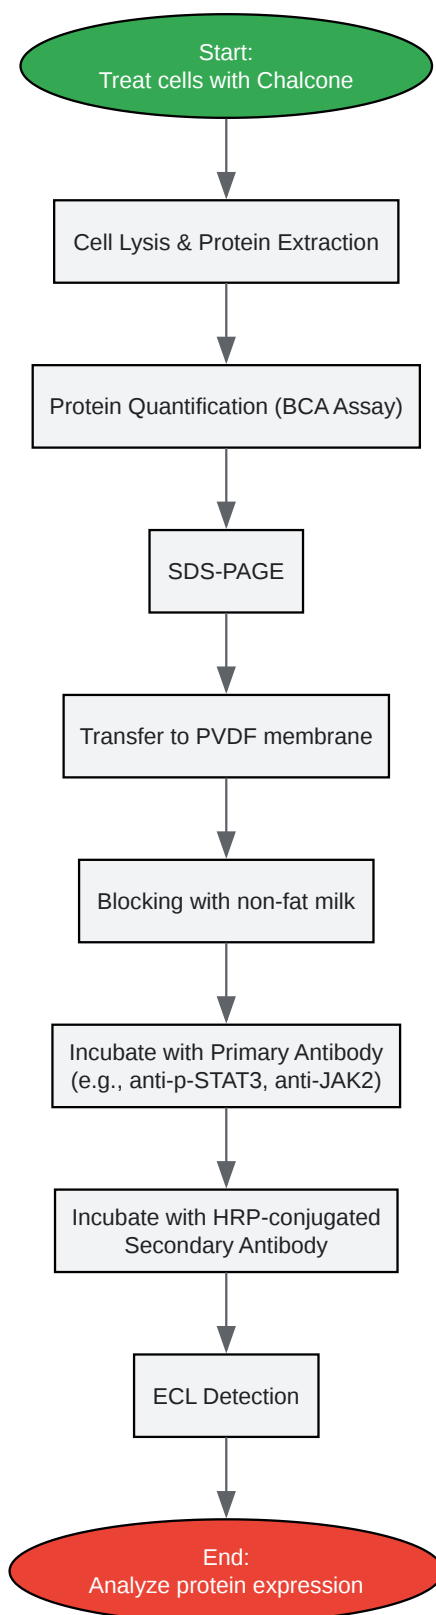 Start:
Treat cells with Chalcone
Cell Lysis & Protein Extraction
Protein Quantification (BCA Assay)
SDS-PAGE
Transfer to PVDF membrane
Blocking with non-fat milk
Incubate with Primary Antibody
(e.g., anti-p-STAT3, anti-JAK2)
Incubate with HRP-conjugated
Secondary Antibody
ECL Detection
End:
Analyze protein expression